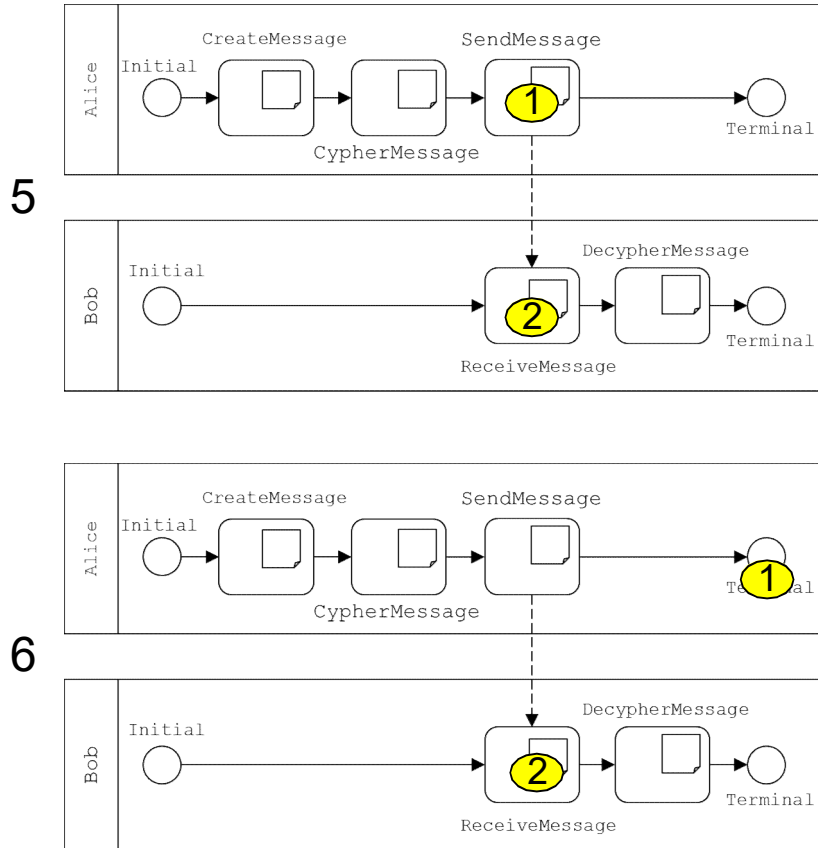 5
Alice
Initial
CreateMessage
CypherMessage
SendMessage
1
Terminal
Bob
Initial
2
ReceiveMessage
DecypherMessage
Terminal
6
Alice
Initial
CreateMessage
CypherMessage
SendMessage
1
Bob
Initial
2
ReceiveMessage
DecypherMessage
Terminal